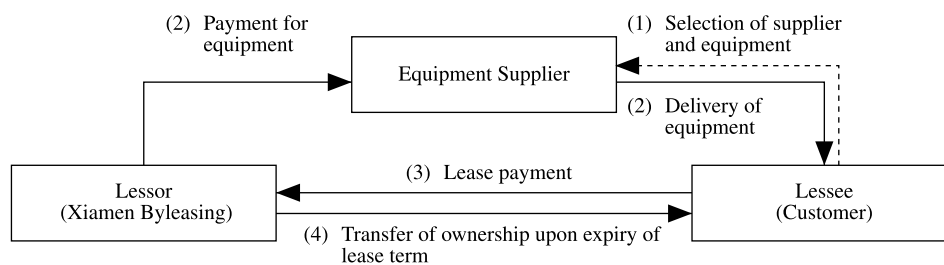 (2) Payment for
equipment
(1) Selection of supplier
and equipment
Equipment Supplier
(2) Delivery of
equipment
(3) Lease payment
Lessor
(Xiamen Byleasing)
Lessee
(Customer)
(4) Transfer of ownership upon expiry of
lease term